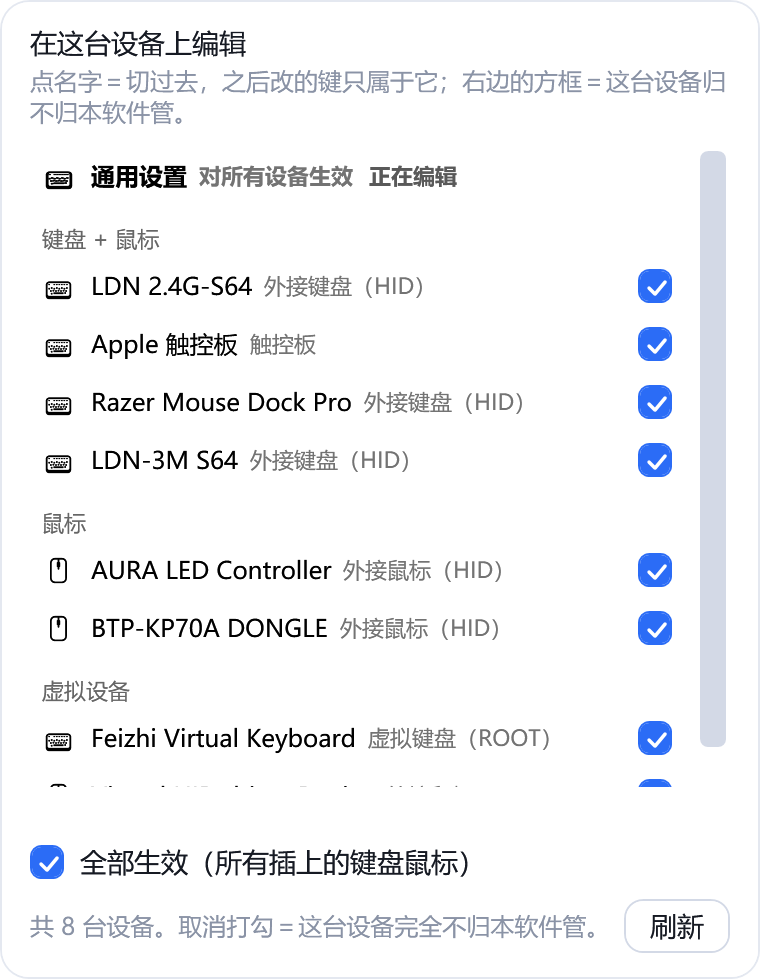 在这台设备上编辑
点名字＝切过去，之后改的键只属于它；右边的方框＝这台设备归
不归本软件管。
通用设置 对所有设备生效 正在编辑
键盘 + 鼠标
LDN 2.4G-S64 外接键盘（HID）
Apple 触控板 触控板
Razer Mouse Dock Pro 外接键盘（HID）
LDN-3M S64 外接键盘（HID）
鼠标
AURA LED Controller 外接鼠标（HID）
BTP-KP70A DONGLE 外接鼠标（HID）
虚拟设备
Feizhi Virtual Keyboard 虚拟键盘（ROOT）
全部生效（所有插上的键盘鼠标）
共 8 台设备。取消打勾＝这台设备完全不归本软件管。
刷新